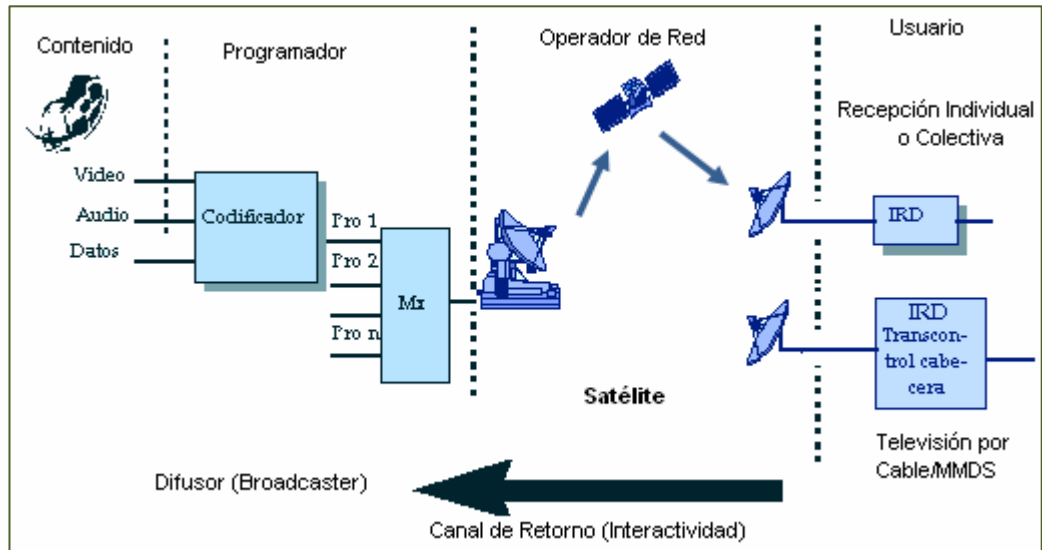 Contenido
Programador
Operador de Red
Usuario
Recepción Individual
o Colectiva
Video
Audio
Datos
Codificador
Pro 1
Pro 2
Pro n
Mx
IRD
IRD
Transcon-
trol cabe-
cera
Satélite
Televisión por
Cable/MMDS
Difusor (Broadcaster)
Canal de Retorno (Interactividad)